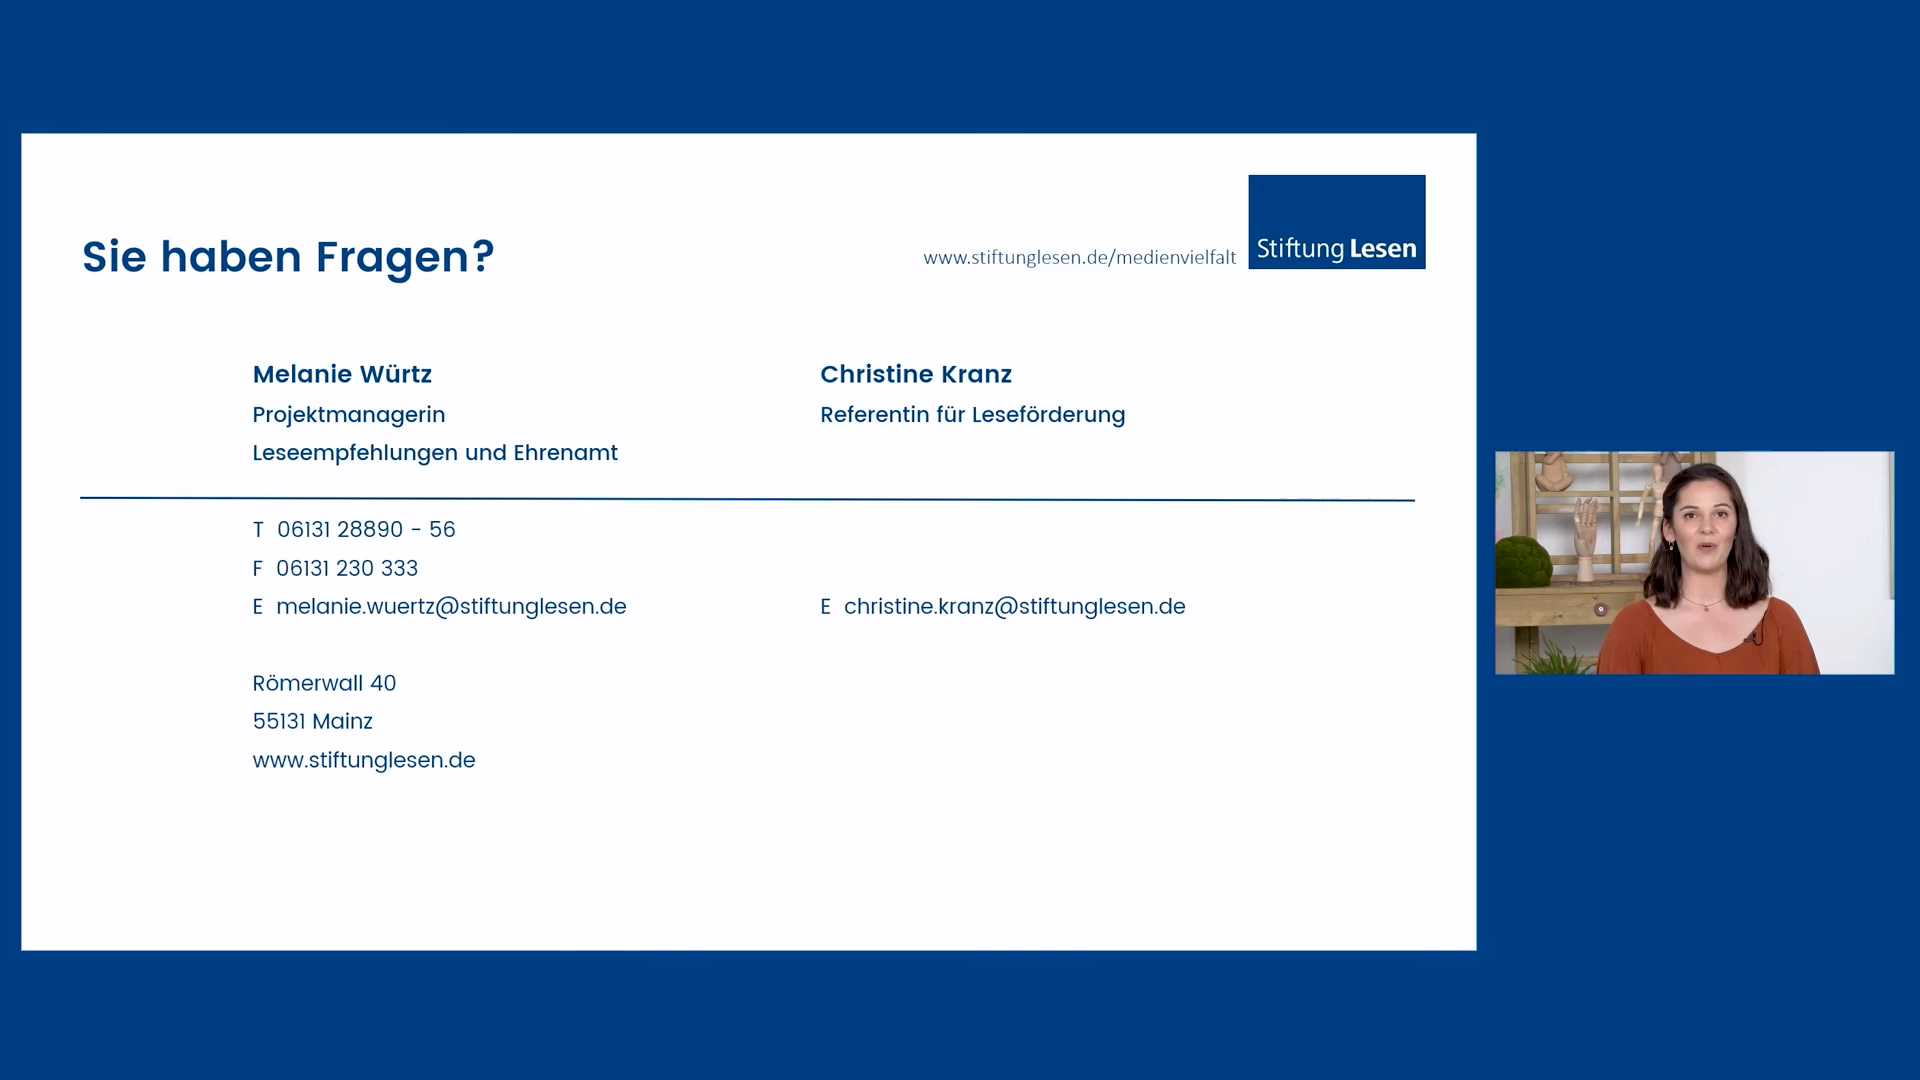 Sie haben Fragen?
www.stiftunglesen.de/medienvielfalt
Stiftung Lesen
Melanie Würtz
Projektmanagerin
Leseempfehlungen und Ehrenamt
Christine Kranz
Referentin für Leseförderung
T 06131 28890 - 56
F 06131 230 333
E melanie.wuertz@stiftunglesen.de
E christine.kranz@stiftunglesen.de
Römerwall 40
55131 Mainz
www.stiftunglesen.de